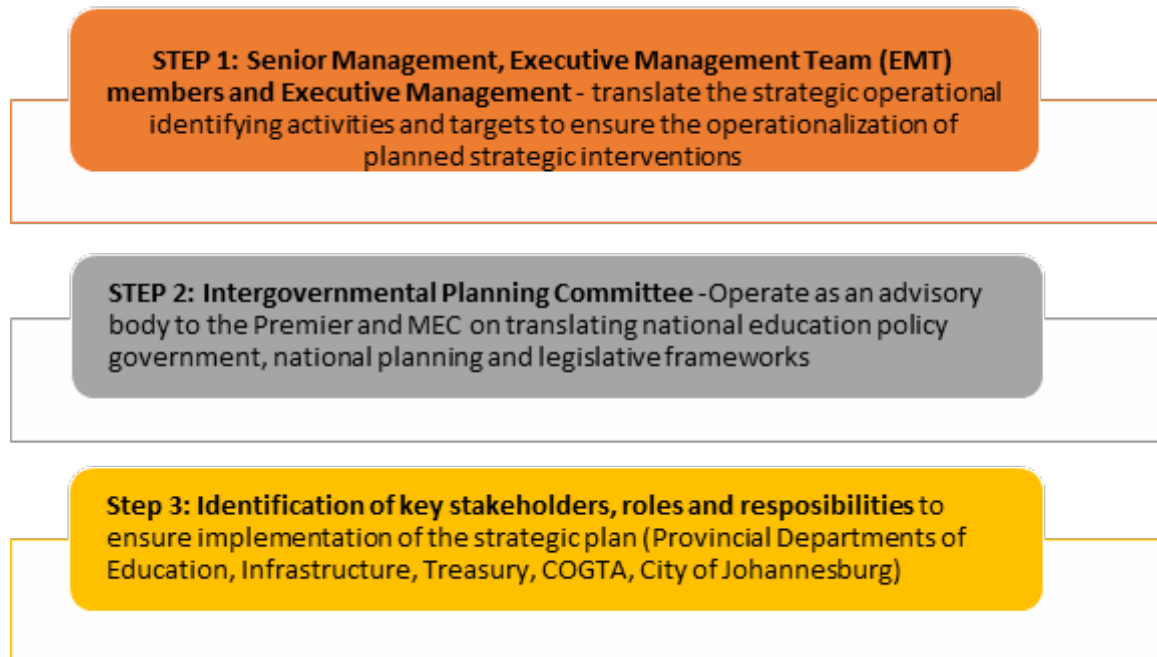 STEP 1: Senior Management, Executive Management Team (EMT)
members and Executive Management - translate the strategic operational
identifying activities and targets to ensure the operationalization of
planned strategic interventions
STEP 2: Intergovernmental Planning Committee -Operate as an advisory
body to the Premier and MEC on translating national education policy
government, national planning and legislative frameworks
Step 3: Identification of key stakeholders, roles and resposibilities to
ensure implementation of the strategic plan (Provincial Departments of
Education, Infrastructure, Treasury, COGTA, City of Johannesburg)